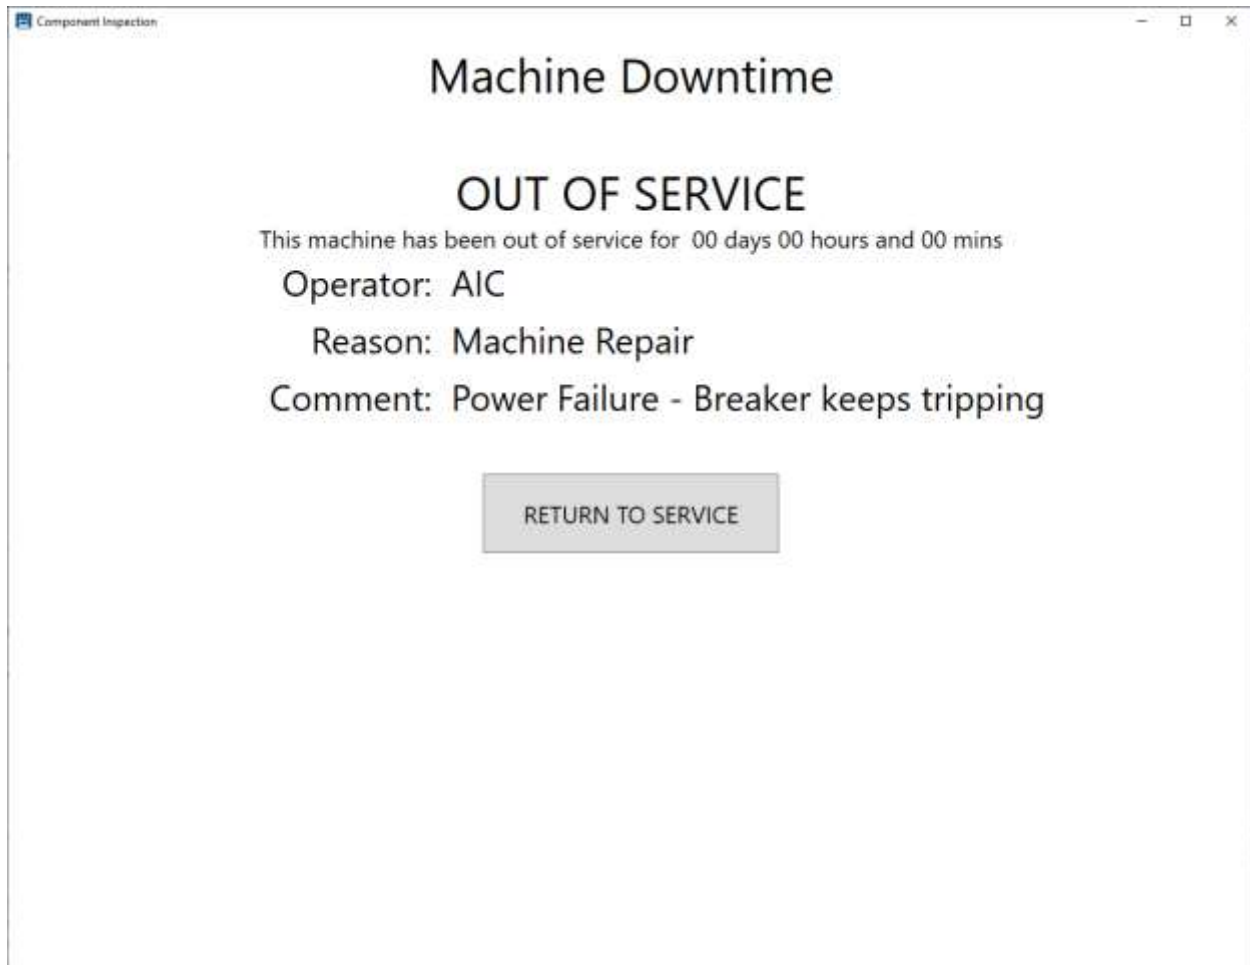 Component Inspection
Machine Downtime
OUT OF SERVICE
This machine has been out of service for 00 days 00 hours and 00 mins
Operator: AIC
Reason: Machine Repair
Comment: Power Failure - Breaker keeps tripping
RETURN TO SERVICE